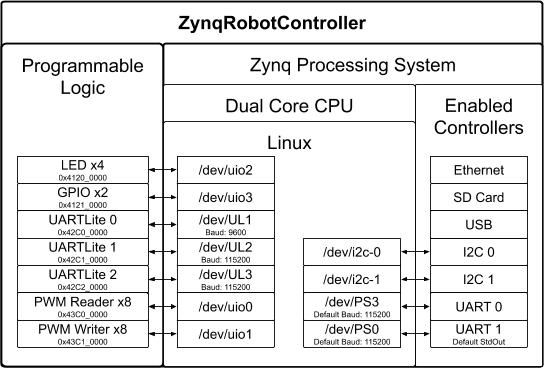 ZynqRobotController
Programmable
Logic
Zynq Processing System
Dual Core CPU
Enabled
Controllers
Linux
LED x4
0x4120_0000
/dev/uio2
Ethernet
GPIO x2
0x4121_0000
/dev/uio3
SD Card
UARTLite 0
0x42C0_0000
/dev/UL1
Baud: 9600
USB
UARTLite 1
0x42C1_0000
/dev/UL2
Baud: 115200
/dev/i2c-0
I2C 0
UARTLite 2
0x42C2_0000
/dev/UL3
Baud: 115200
/dev/i2c-1
I2C 1
PWM Reader x8
0x43C0_0000
/dev/uio0
/dev/PS3
Default Baud: 115200
UART 0
PWM Writer x8
0x43C1_0000
/dev/uio1
/dev/PS0
Default Baud: 115200
UART 1
Default StdOut